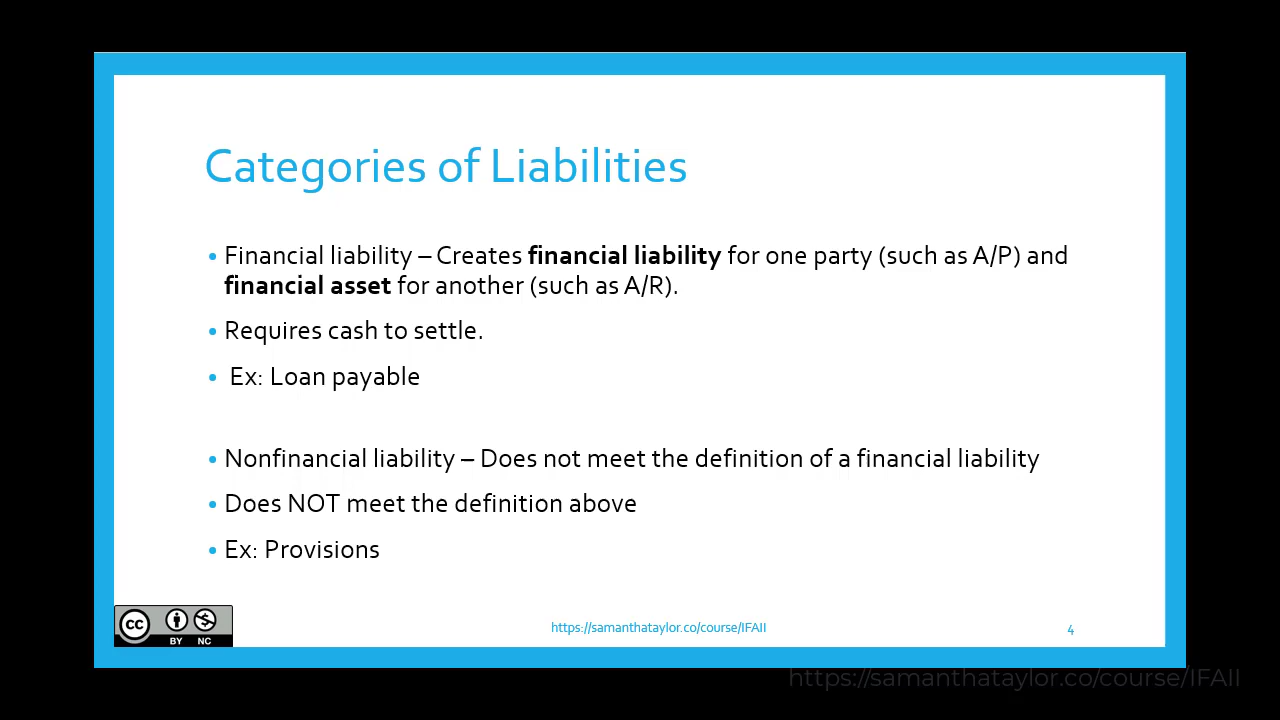 Categories of Liabilities
• Financial liability – Creates financial liability for one party (such as A/P) and
financial asset for another (such as A/R).
• Requires cash to settle.
• Ex: Loan payable
• Nonfinancial liability – Does not meet the definition of a financial liability
• Does NOT meet the definition above
• Ex: Provisions
cc
BY NC
https://samanthataylor.co/course/IFAII
4
https://samanthataylor.co/course/IFAII